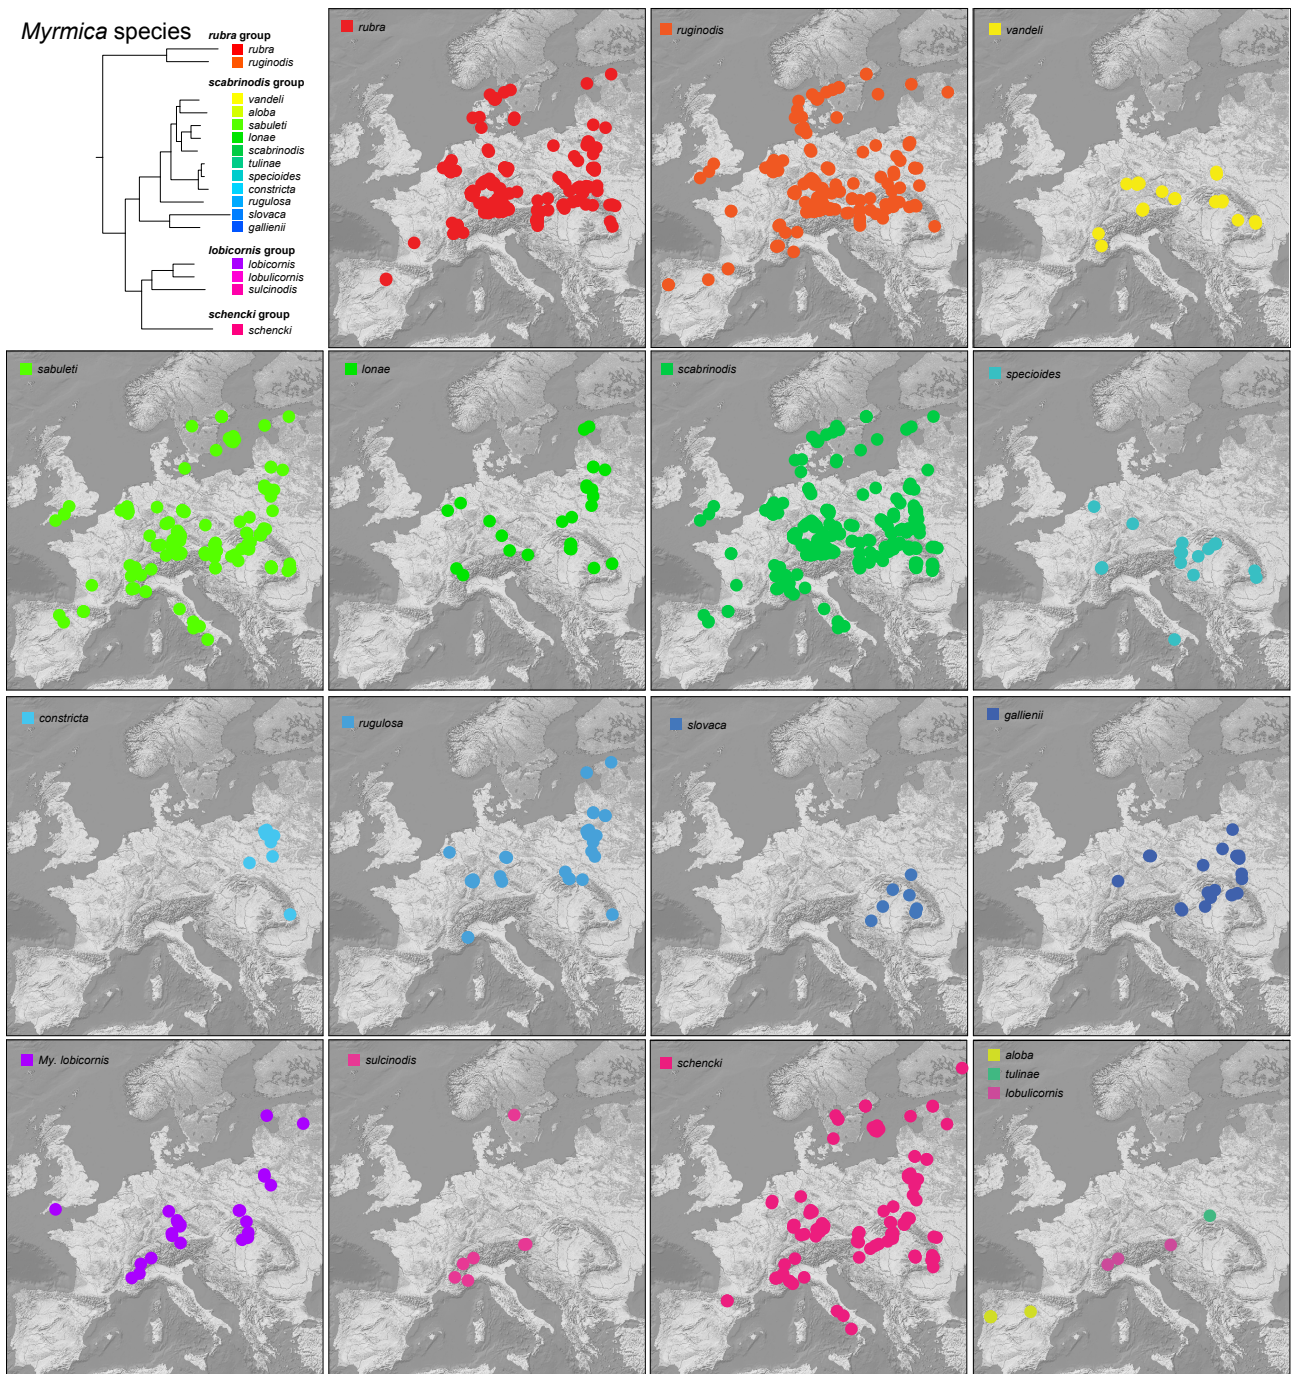 Myrmica species
rubra group
rubra
ruginodis
scabrinodis group
vandeli
aloba
sabuleti
lonae
scabrinodis
tulinae
specioides
constricta
rugulosa
slovaca
gallienii
lobicornis group
lobicornis
lobulicornis
sulcinodis
schencki group
schencki
rubra
ruginodis
vandeli
sabuleti
lonae
scabrinodis
specioides
constricta
rugulosa
slovaca
gallienii
My. lobicornis
sulcinodis
schencki
aloba
tulinae
lobulicornis